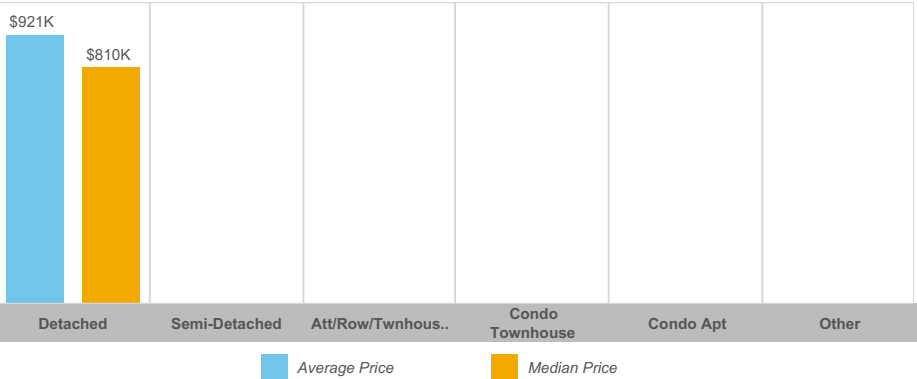 $921K
$810K
Detached
Semi-Detached
Att/Row/Twnhous..
Condo
Townhouse
Condo Apt
Other
Average Price
Median Price